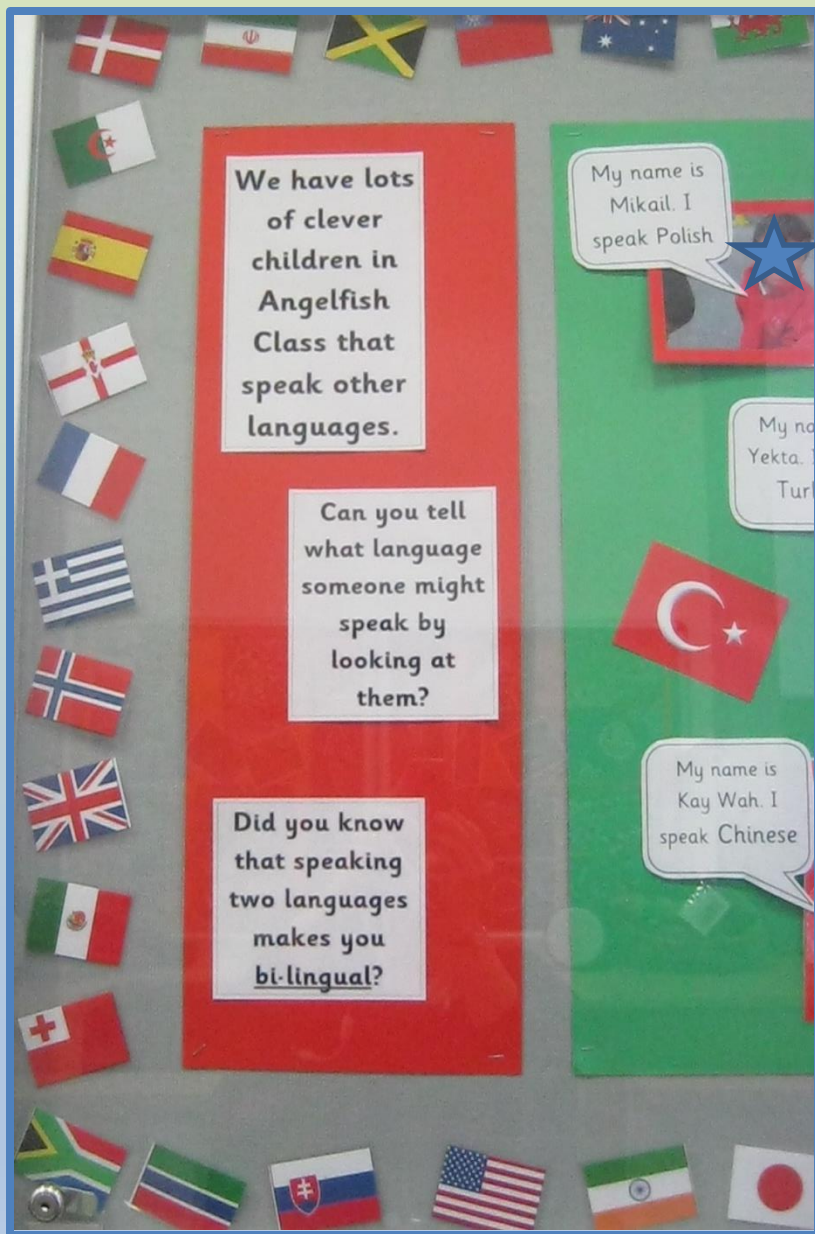 We have lots
of clever
children in
Angelfish
Class that
speak other
languages.
Can you tell
what language
someone might
speak by
looking at
them?
Did you know
that speaking
two languages
makes you
bi-lingual?
My name is
Mikail. I
speak Polish
My
Yekta.
My name is
Kay Wah. I
speak Chinese